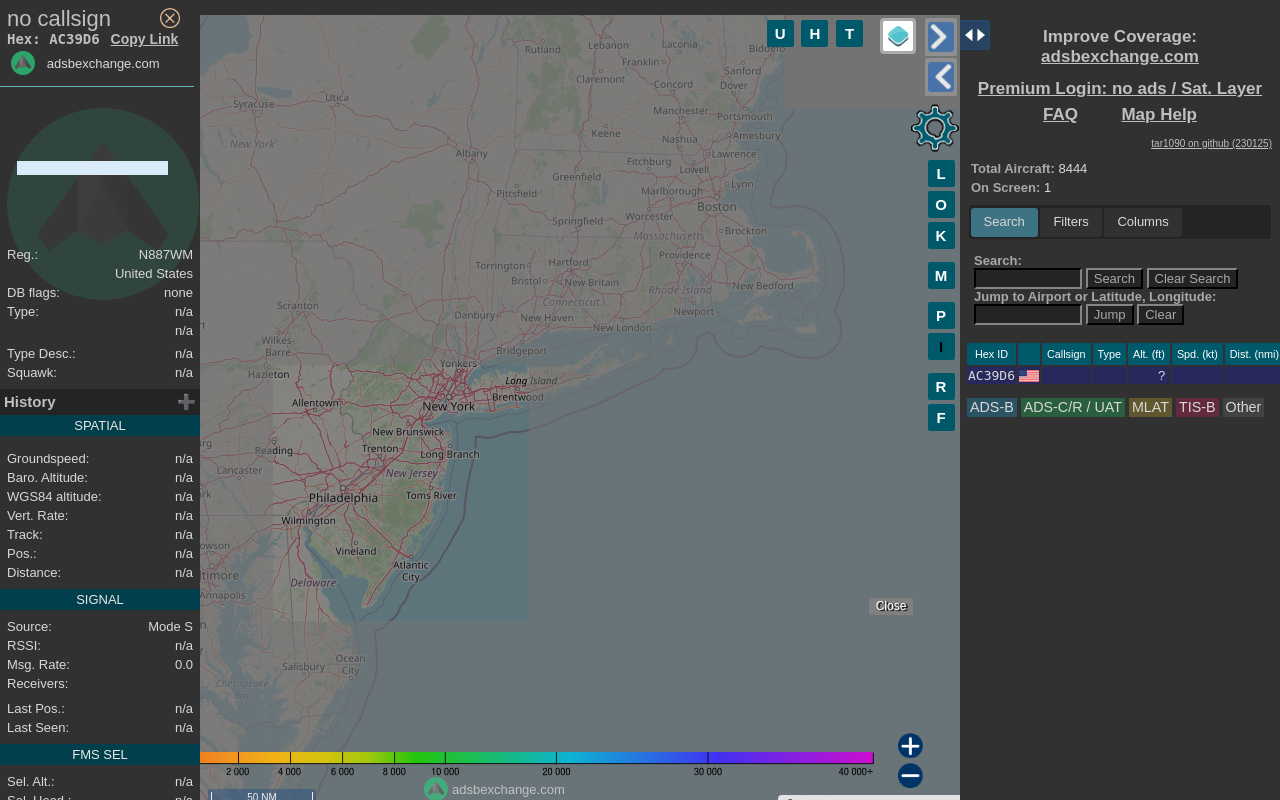 no callsign
Hex: AC39D6 Copy Link
adsbexchange.com
Reg.: N887WM
United States
DB flags: none
Type: n/a
n/a
Type Desc.: n/a
Squawk: n/a
History
SPATIAL
Groundspeed: n/a
Baro. Altitude: n/a
WGS84 altitude: n/a
Vert. Rate: n/a
Track: n/a
Pos.: n/a
Distance: n/a
SIGNAL
Source: Mode S
RSSI: n/a
Msg. Rate: 0.0
Receivers:
Last Pos.: n/a
Last Seen: n/a
FMS SEL
Sel. Alt.: n/a
Sel. Head.: n/a
U H T
L
O
K
M
P
I
R
F
Rutland
Lebanon
Laconia
Franklin
Claremont
Concord
Sanford
Dover
Syracuse
Utica
Manchester
Portsmouth
New York
Keene
Nashua
Amesbury
Albany
Fitchburg
Lawrence
Greenfield
Lowell
Pittsfield
Marlborough
Lynn
Worcester
Boston
Springfield
Massachusetts
Brockton
Torrington
Hartford
Providence
Bristol
New Britain
Rhode Island
New Bedford
Scranton
Connecticut
Danbury
New Haven
Newport
New London
Wilkes-
Barre
Bridgeport
Hazleton
Yonkers
Long Island
Allentown
New York
Brentwood
New Brunswick
Reading
Trenton
Long Branch
Lancaster
New Jersey
Philadelphia
Toms River
Wilmington
Vineland
Atlantic
City
Delaware
Annapolis
Ocean
City
Salisbury
Chesapeake
Bay
Close
2 000 4 000 6 000 8 000 10 000 20 000 30 000 40 000+
adsbexchange.com
50 NM
Improve Coverage:
adsbexchange.com
Premium Login: no ads / Sat. Layer
FAQ Map Help
tar1090 on github (230125)
Total Aircraft: 8444
On Screen: 1
Search Filters Columns
Search:
Search Clear Search
Jump to Airport or Latitude, Longitude:
Jump Clear
Hex ID Callsign Type Alt. (ft) Spd. (kt) Dist. (nmi)
AC39D6 ?
ADS-B ADS-C/R / UAT MLAT TIS-B Other